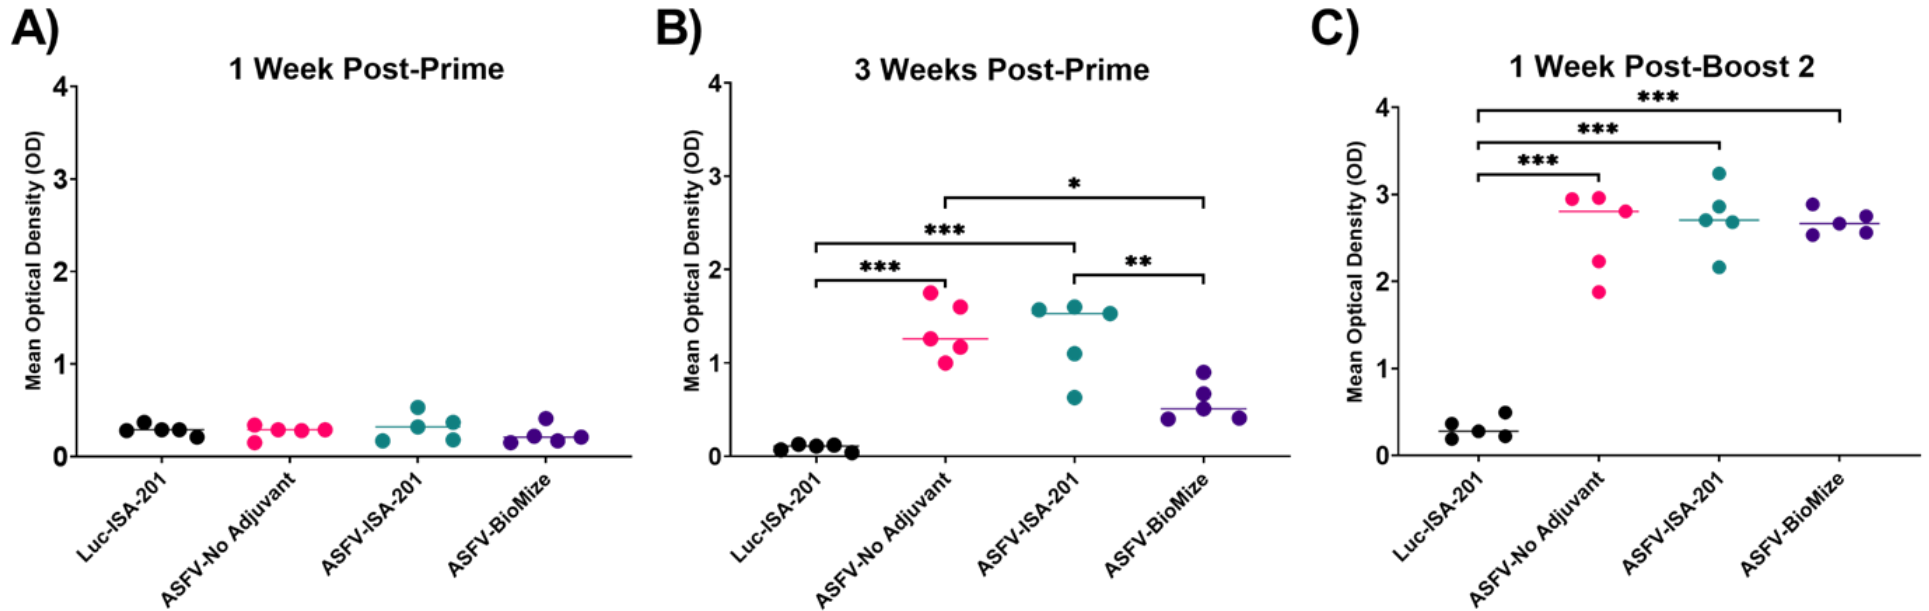 A)
1 Week Post-Prime
Mean Optical Density (OD)
4
3
2
1
0
Luc-ISA-201
ASFV-No Adjuvant
ASFV-ISA-201
ASFV-BioMize
B)
3 Weeks Post-Prime
Mean Optical Density (OD)
4
3
2
1
0
*
***
**
***
Luc-ISA-201
ASFV-No Adjuvant
ASFV-ISA-201
ASFV-BioMize
C)
1 Week Post-Boost 2
Mean Optical Density (OD)
4
3
2
1
0
***
***
***
Luc-ISA-201
ASFV-No Adjuvant
ASFV-ISA-201
ASFV-BioMize